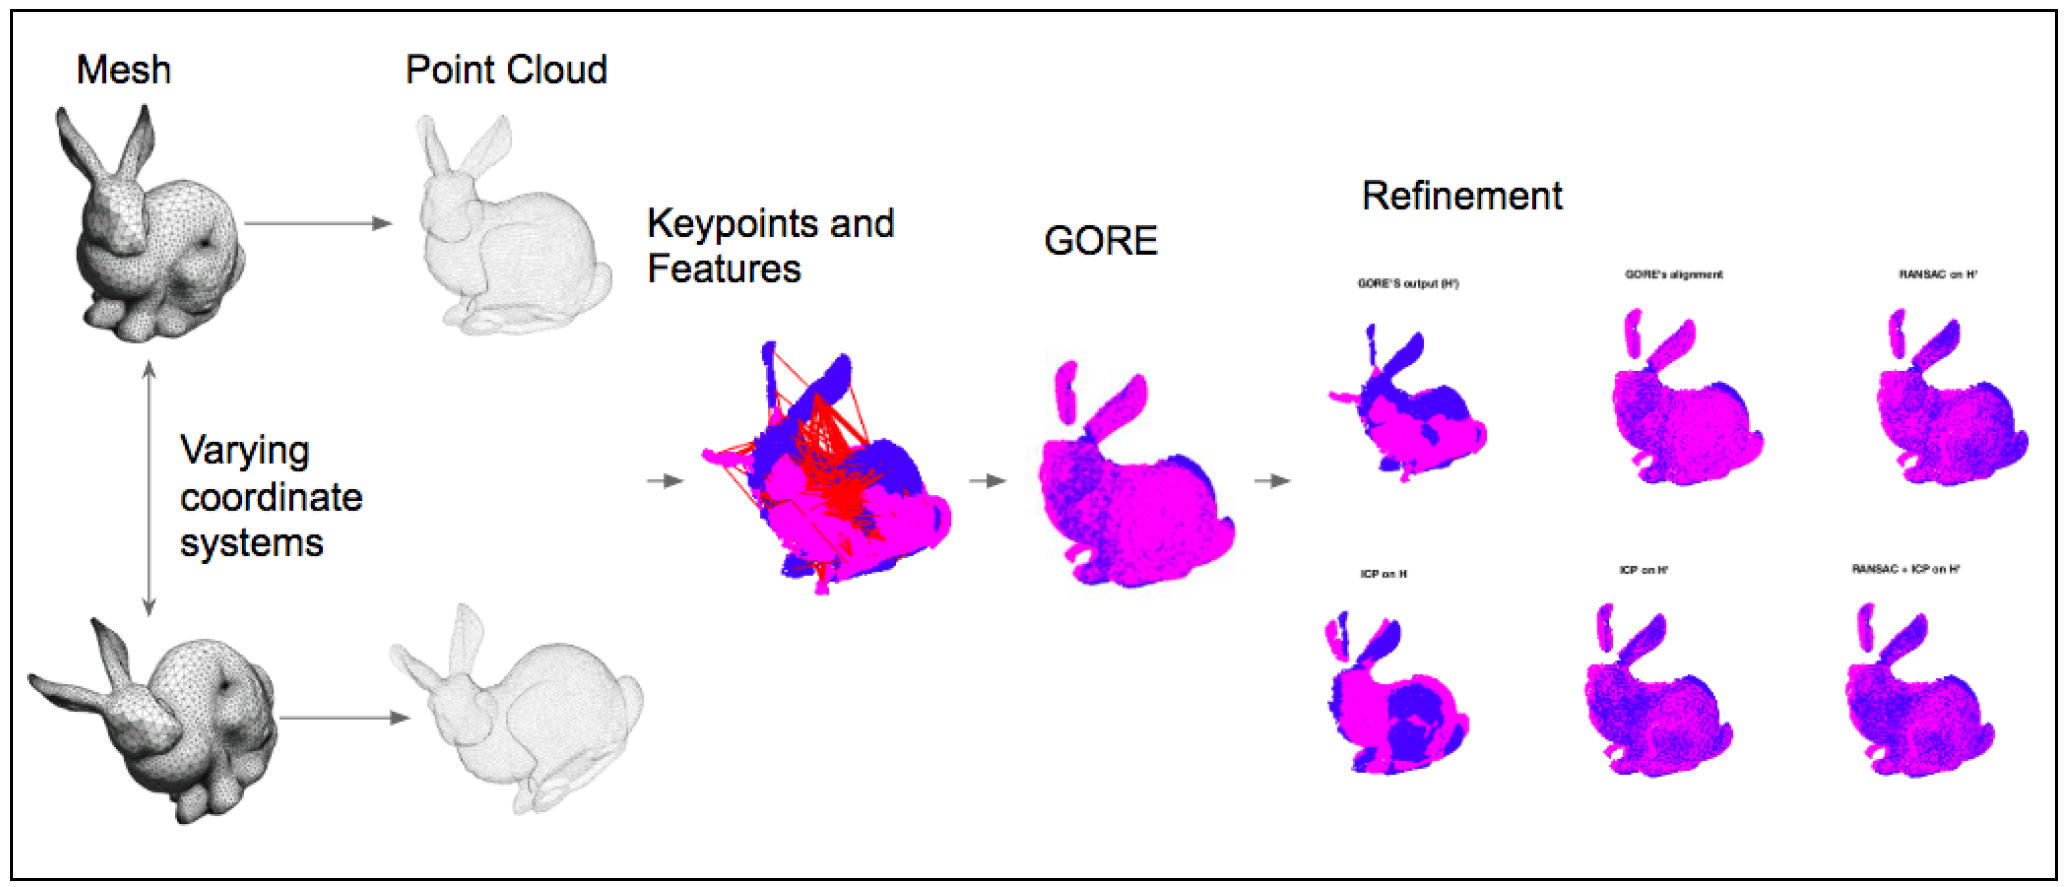 Mesh
Point Cloud
Varying
coordinate
systems
Keypoints and
Features
GORE
Refinement
GORE'S output (H')
GORE's alignment
RANSAC on H'
ICP on H
ICP on H'
RANSAC + ICP on H'